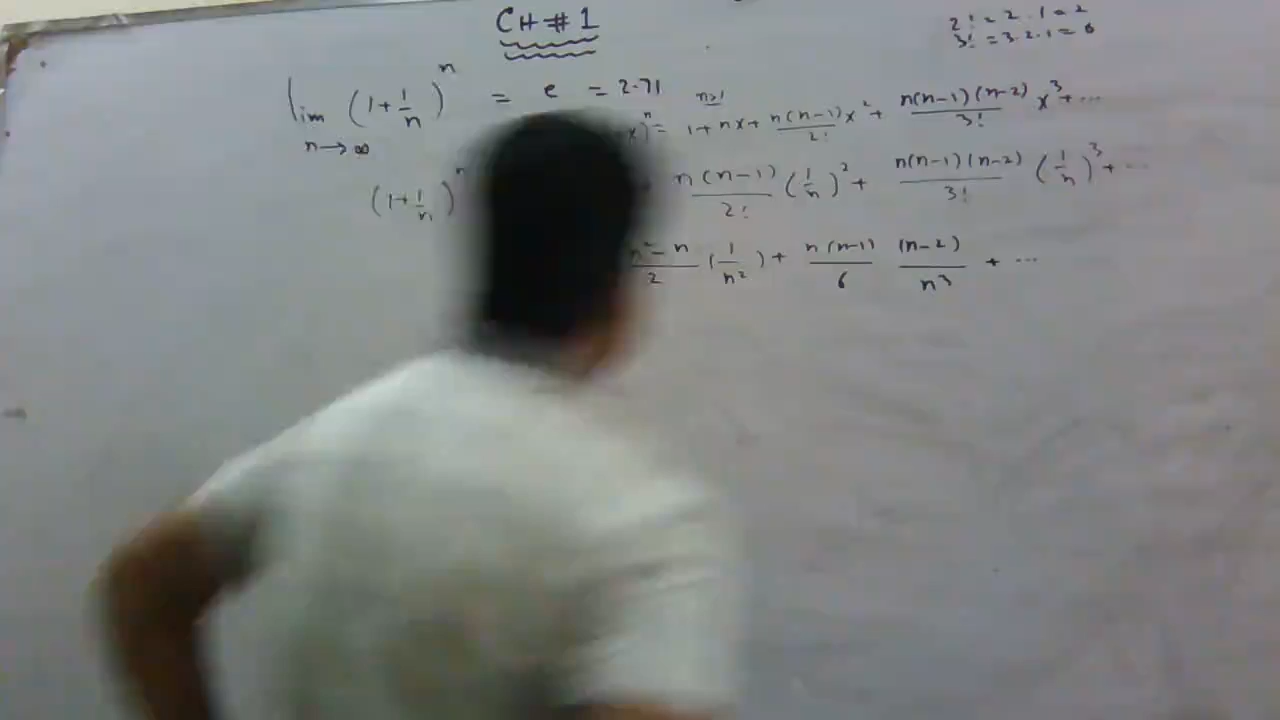 CH # 1
2! = 2 . 1 = 2
3! = 3.2.1 = 6
lim n→∞ (1+1/n)^n = e = 2.71
n>1
x)^n = 1 + nx + n(n-1)/2! x^2 + n(n-1)(n-2)/3! x^3 + ...
(1+1/n)^n n(n-1)/2! (1/n)^2 + n(n-1)(n-2)/3! (1/n)^3 + ...
n^2-n/2 (1/n^2) + n(n-1)/6 (n-2)/n^3 + ...